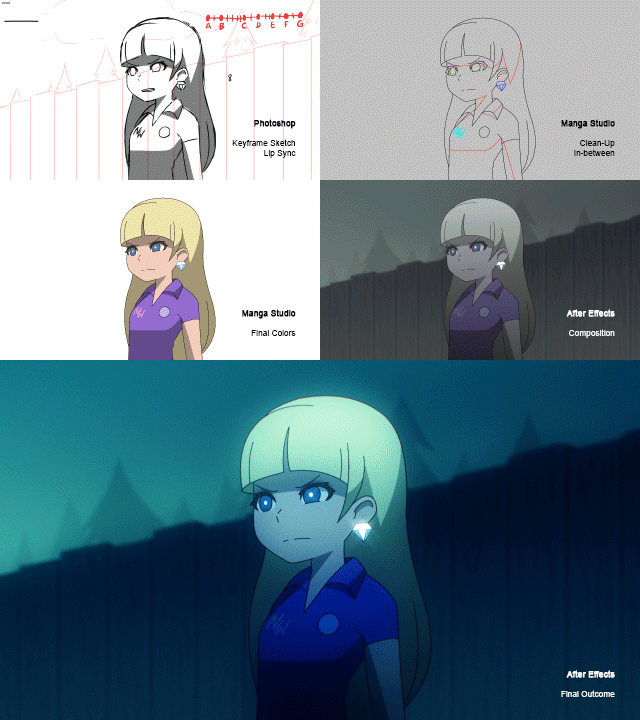 A B C D E F G
Photoshop
Keyframe Sketch
Lip Sync
Manga Studio
Clean-Up
In-between
Manga Studio
Final Colors
After Effects
Composition
After Effects
Final Outcome